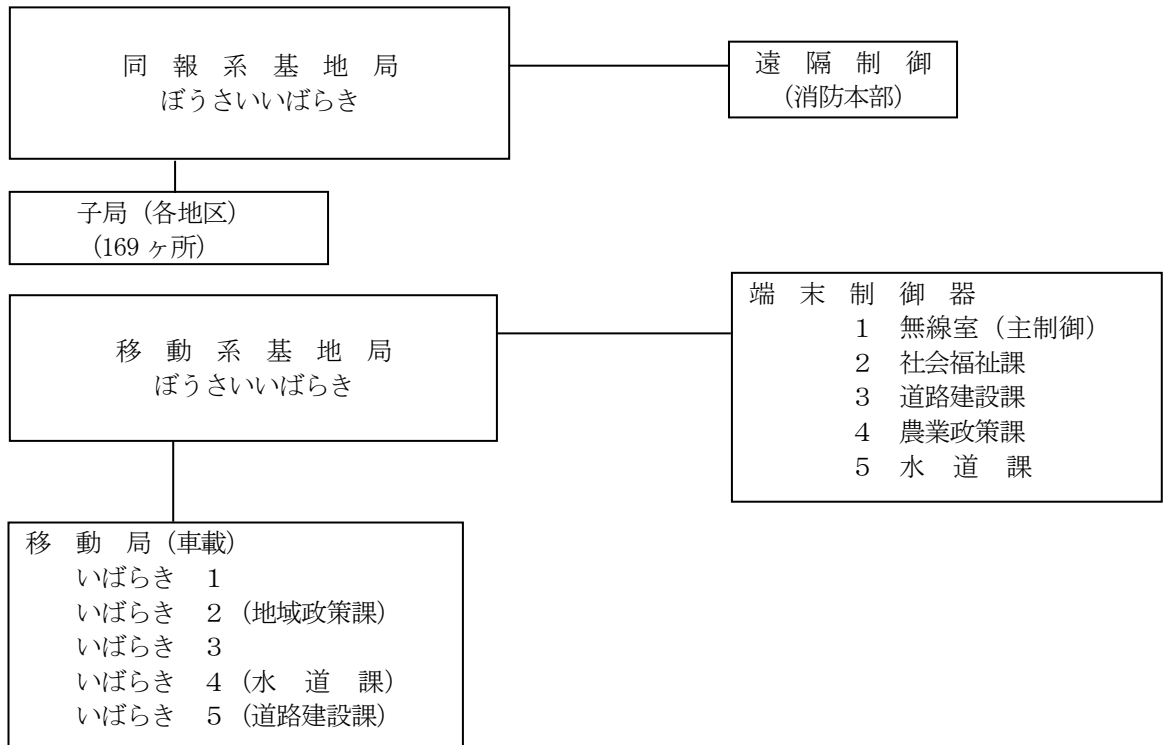 同報系基地局
ぼうさいいばらき
遠隔制御
(消防本部)
子局（各地区）
(169ヶ所)
移動系基地局
ぼうさいいばらき
端末制御器
1 無線室（主制御）
2 社会福祉課
3 道路建設課
4 農業政策課
5 水道課
移動局（車載）
いばらき 1
いばらき 2（地域政策課）
いばらき 3
いばらき 4（水道課）
いばらき 5（道路建設課）